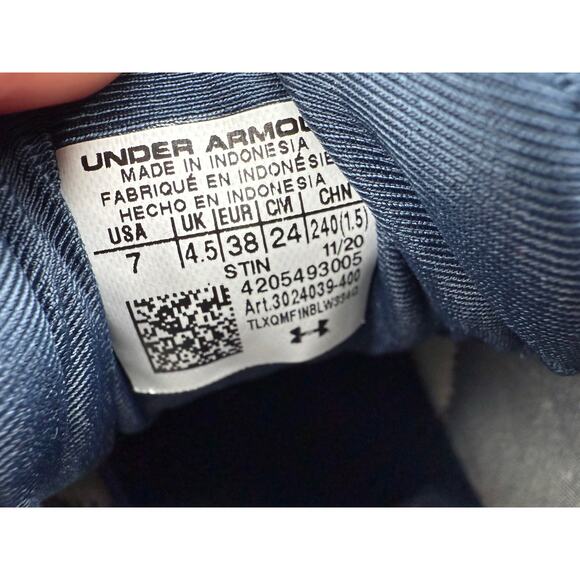 UNDER ARMOU
MADE IN INDONESIA
FABRIQUÉ EN INDONÉSIE
HECHO EN INDONESIA
USA UK EUR CM CHN
7 4.5 38 24 240(1.5)
STIN 11/20
4205493005
Art.3024039-400
TLXQMFINBLW334G